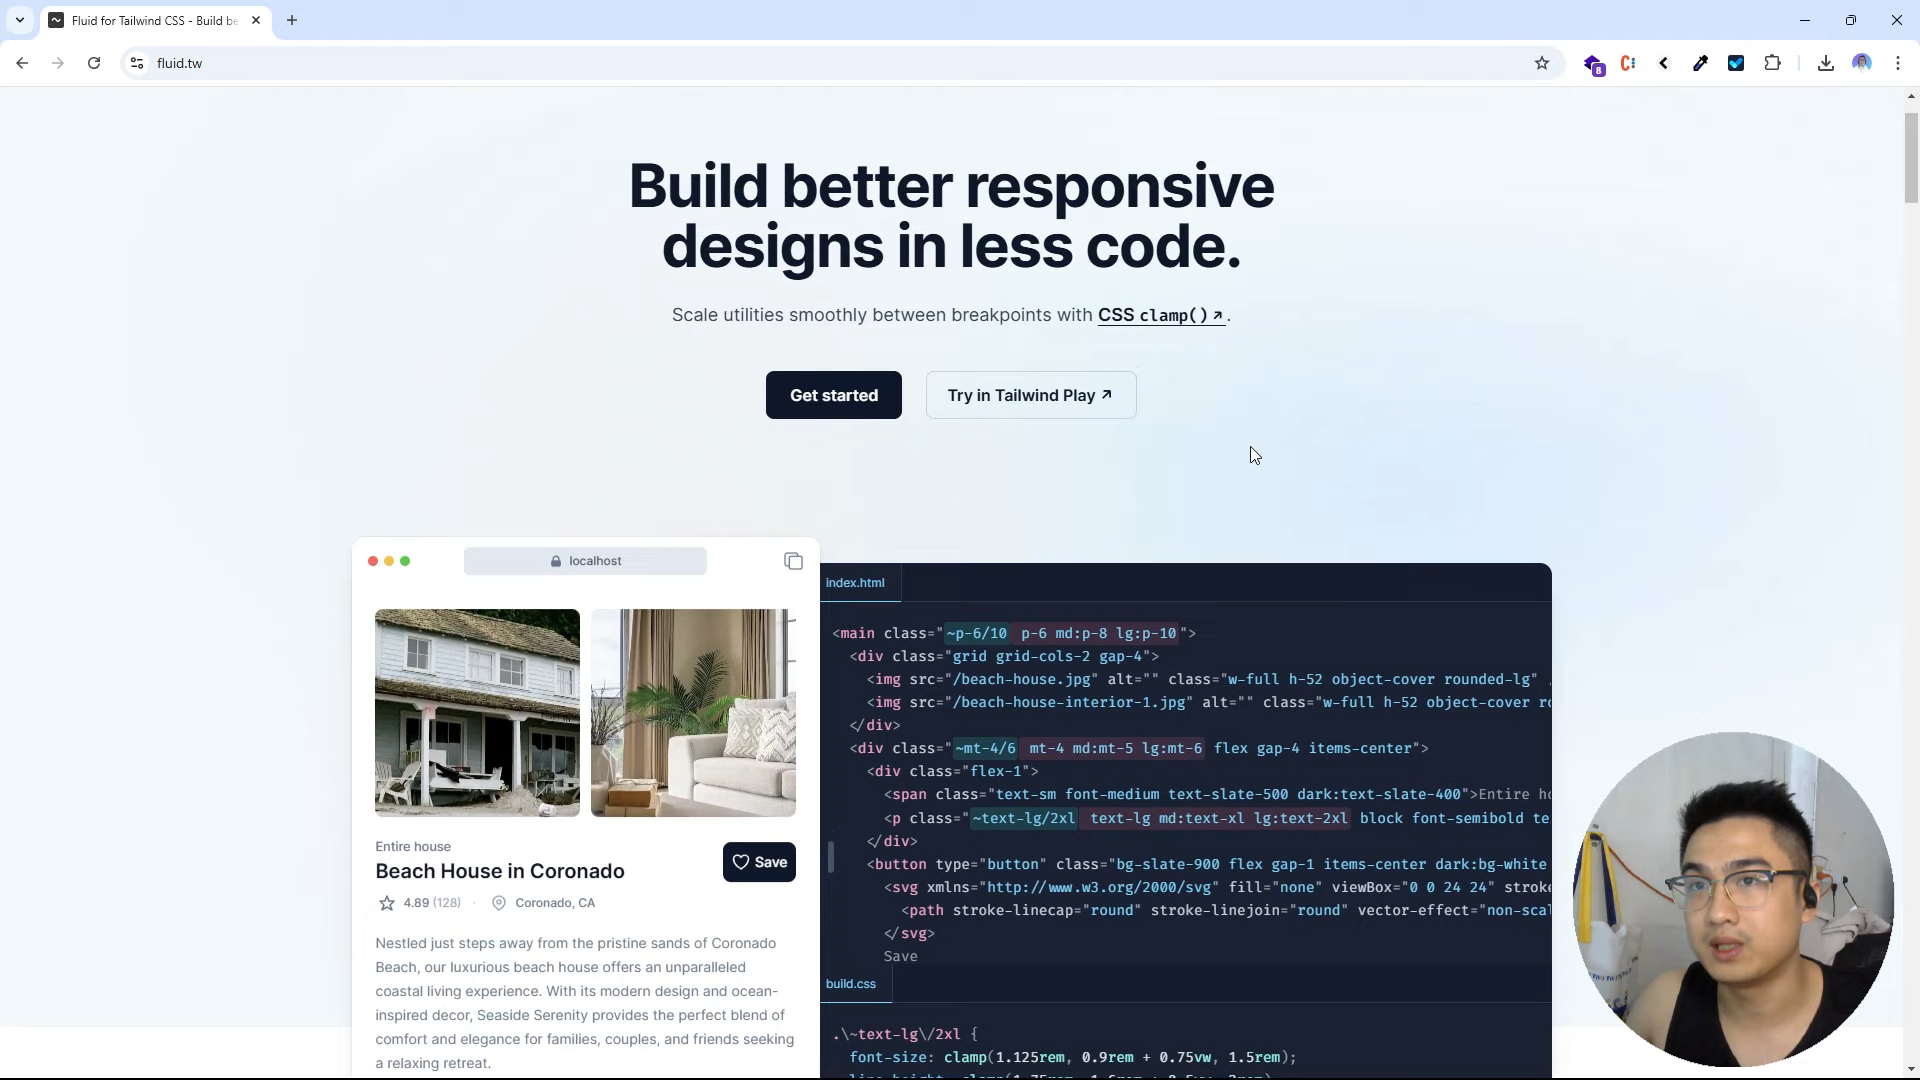 Fluid for Tailwind CSS - Build be
fluid.tw
8
Build better responsive
designs in less code.
Scale utilities smoothly between breakpoints with CSS clamp() ↗.
Get started
Try in Tailwind Play ↗
localhost
Entire house
Beach House in Coronado
Save
4.89 (128) · Coronado, CA
Nestled just steps away from the pristine sands of Coronado
Beach, our luxurious beach house offers an unparalleled
coastal living experience. With its modern design and ocean-
inspired decor, Seaside Serenity provides the perfect blend of
comfort and elegance for families, couples, and friends seeking
a relaxing retreat.
index.html
<main class="~p-6/10 p-6 md:p-8 lg:p-10">
<div class="grid grid-cols-2 gap-4">
<img src="/beach-house.jpg" alt="" class="w-full h-52 object-cover rounded-lg"
<img src="/beach-house-interior-1.jpg" alt="" class="w-full h-52 object-cover ro
</div>
<div class="~mt-4/6 mt-4 md:mt-5 lg:mt-6 flex gap-4 items-center">
<div class="flex-1">
<span class="text-sm font-medium text-slate-500 dark:text-slate-400">Entire ho
<p class="~text-lg/2xl text-lg md:text-xl lg:text-2xl block font-semibold te
</div>
<button type="button" class="bg-slate-900 flex gap-1 items-center dark:bg-white
<svg xmlns="http://www.w3.org/2000/svg" fill="none" viewBox="0 0 24 24" stroke
<path stroke-linecap="round" stroke-linejoin="round" vector-effect="non-scal
</svg>
Save
build.css
.\~text-lg\/2xl {
font-size: clamp(1.125rem, 0.9rem + 0.75vw, 1.5rem);